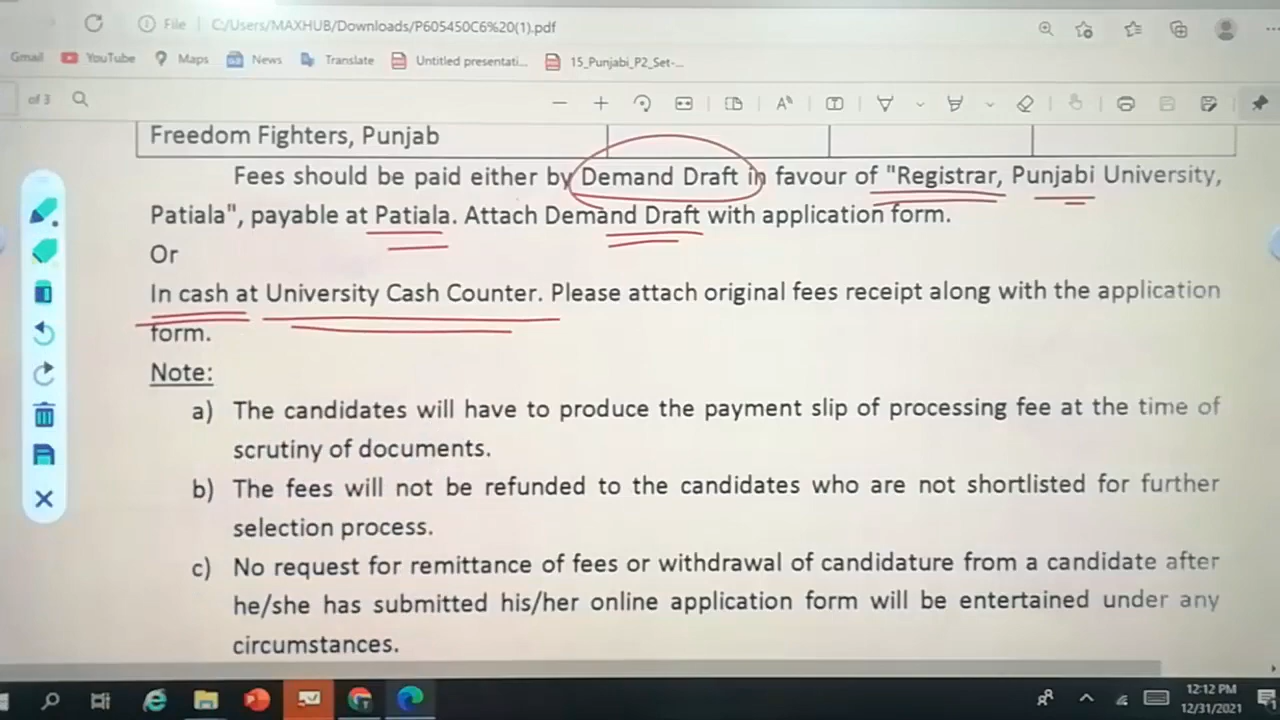 File C:/Users/MAXHUB/Downloads/P605450C6%20(1).pdf
Gmail YouTube Maps News Translate Untitled presentati... 15_Punjabi_P2_Set-...
of 3
Freedom Fighters, Punjab
Fees should be paid either by Demand Draft in favour of "Registrar, Punjabi University,
Patiala", payable at Patiala. Attach Demand Draft with application form.
Or
In cash at University Cash Counter. Please attach original fees receipt along with the application
form.
Note:
a) The candidates will have to produce the payment slip of processing fee at the time of
scrutiny of documents.
b) The fees will not be refunded to the candidates who are not shortlisted for further
selection process.
c) No request for remittance of fees or withdrawal of candidature from a candidate after
he/she has submitted his/her online application form will be entertained under any
circumstances.
12:12 PM
12/31/2021